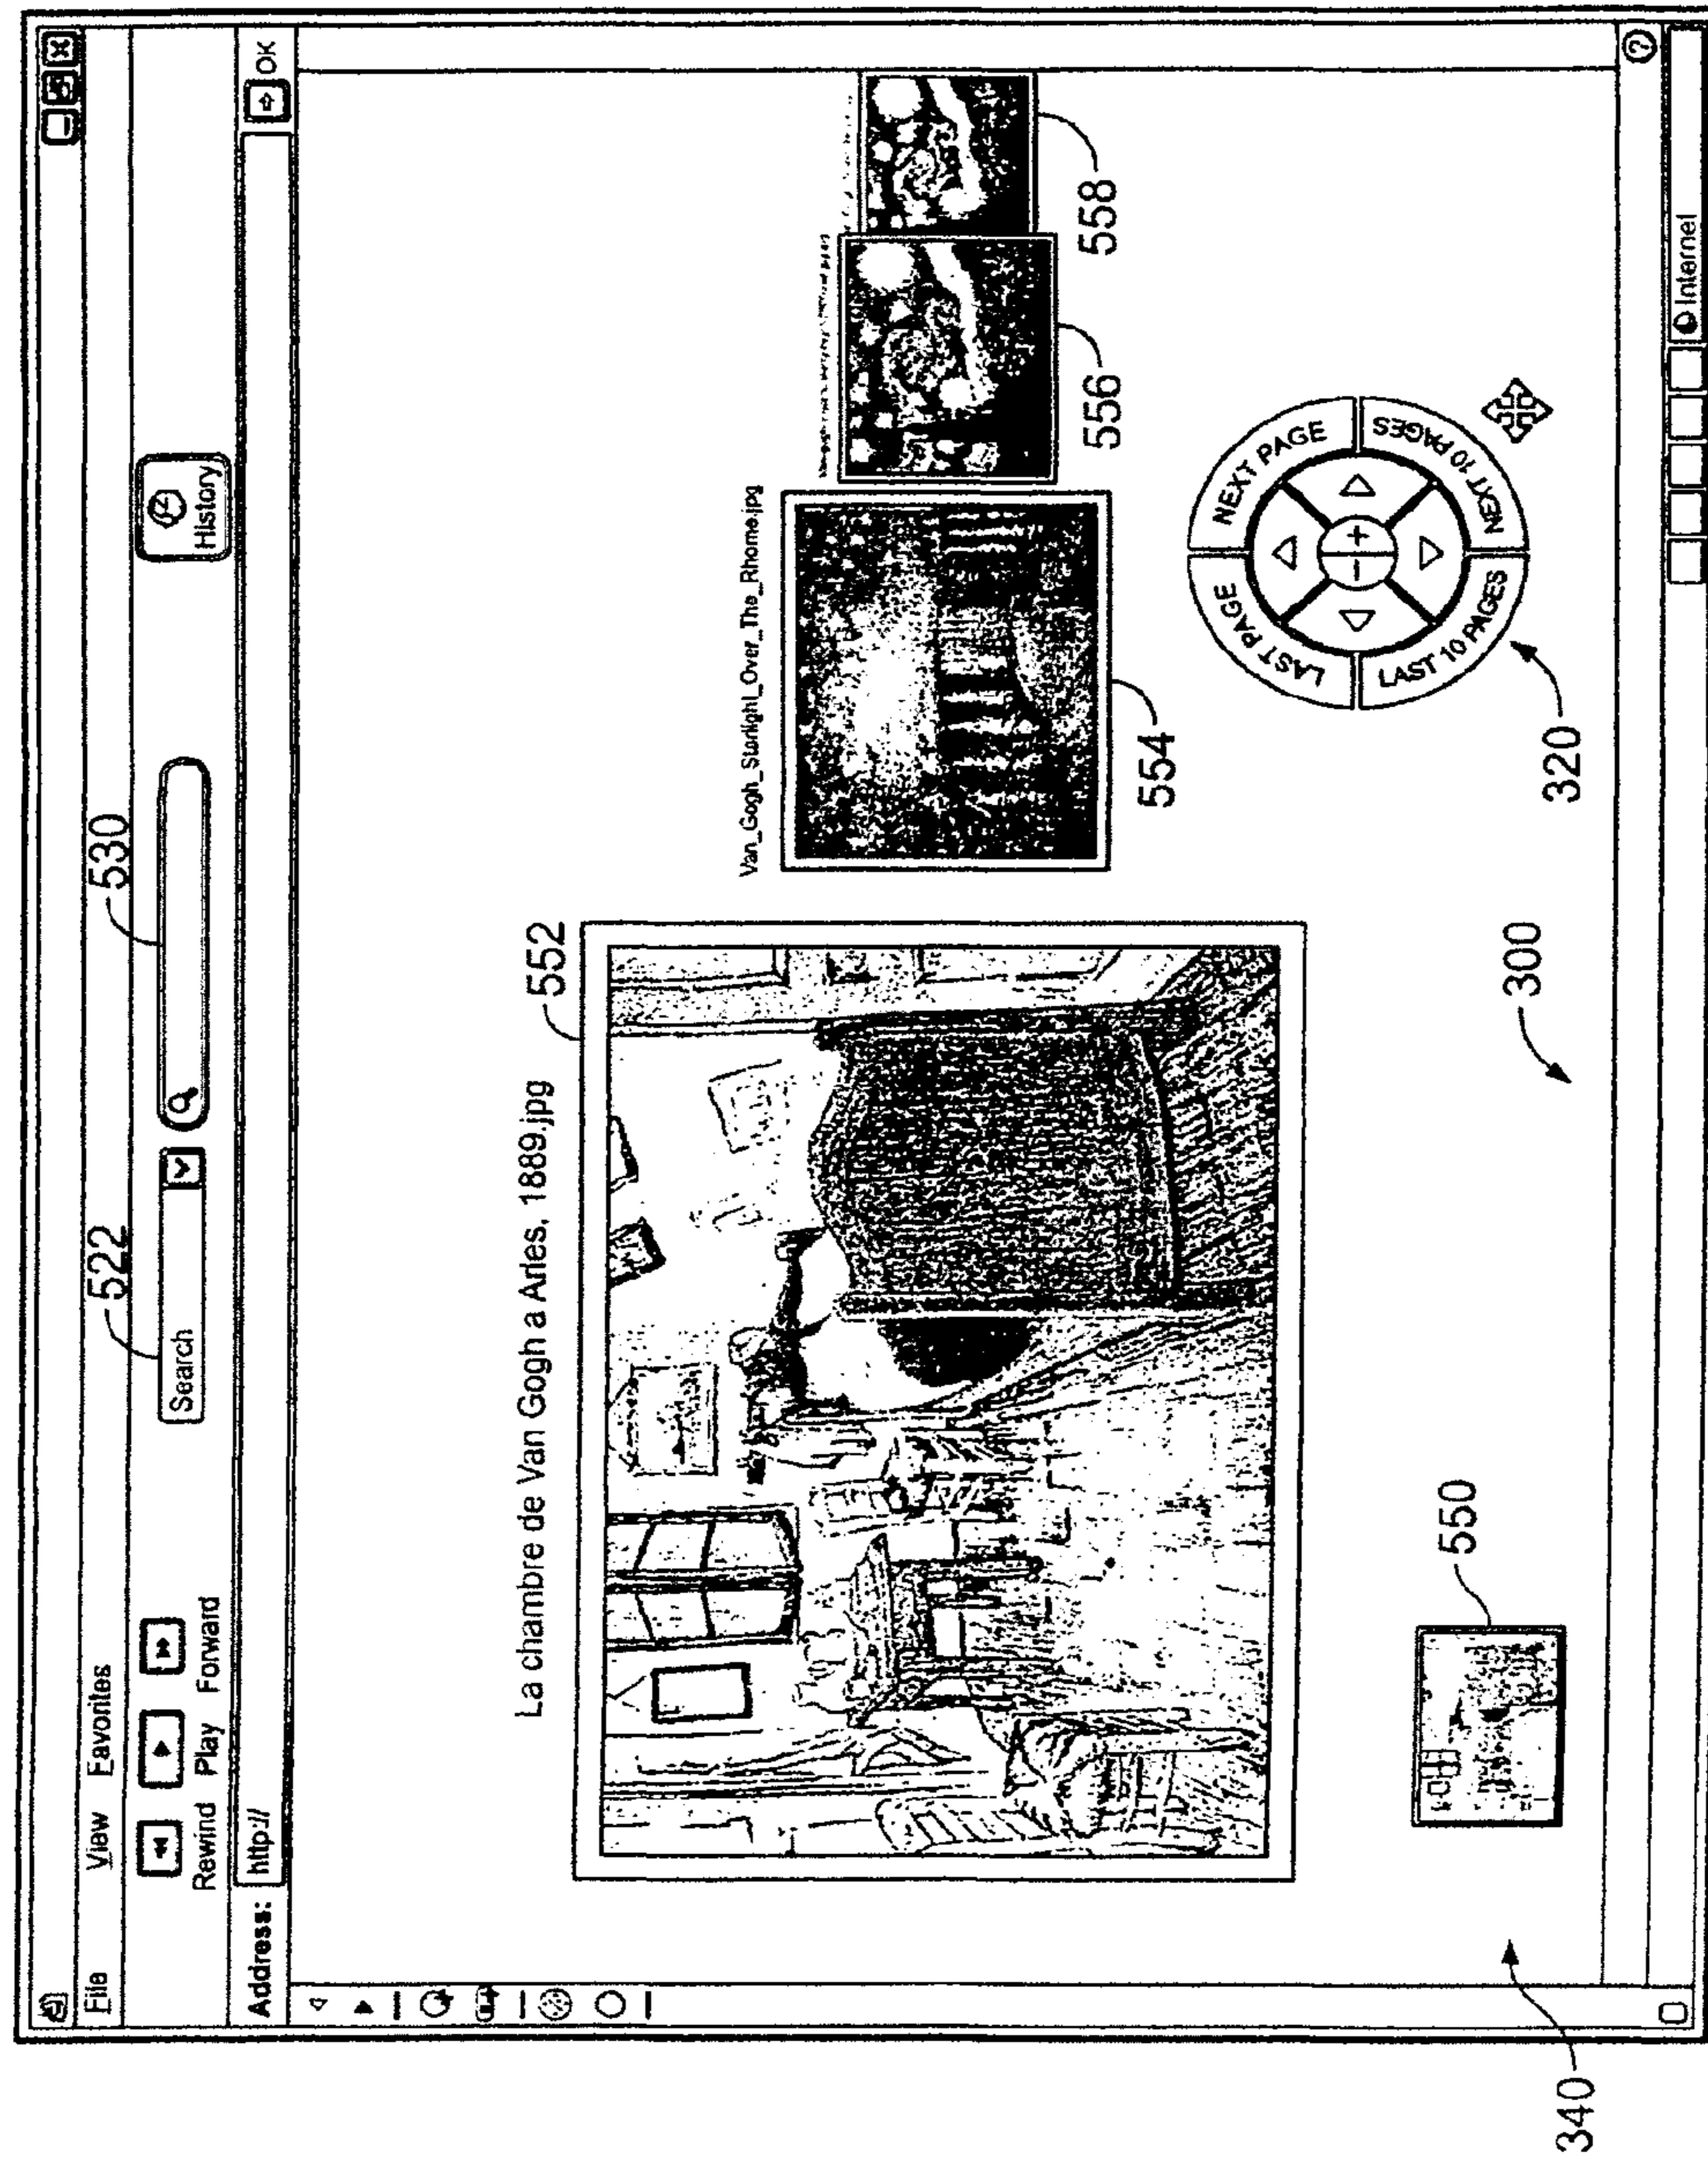 File View Favorites
522
530
Rewind Play Forward
Search
History
Address: http://
OK
La chambre de Van Gogh a Arles, 1889.jpg
552
Van_Gogh_Starlight_Over_The_Rhome.jpg
554
556
558
LAST PAGE
NEXT PAGE
LAST 10 PAGES
NEXT 10 PAGES
- +
550
320
300
340
Internel